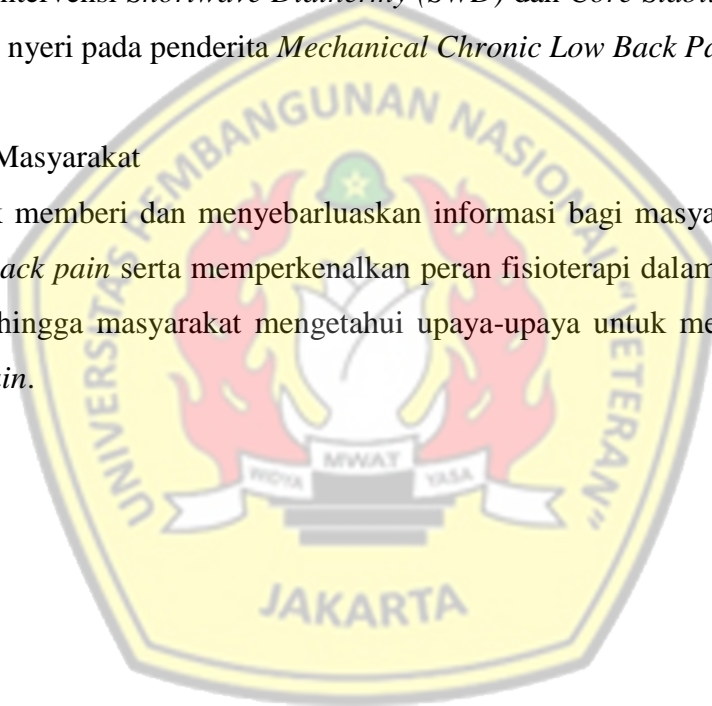 ntervensi Shortwave Diathermy (SWD) dan Core Stabil
nyeri pada penderita Mechanical Chronic Low Back Pa
Masyarakat
k memberi dan menyebarluaskan informasi bagi masya
ack pain serta memperkenalkan peran fisioterapi dalam
hingga masyarakat mengetahui upaya-upaya untuk me
in.
UNIVERSITAS PEMBANGUNAN NASIONAL "VETERAN"
WIDYA MWAT YASA
JAKARTA